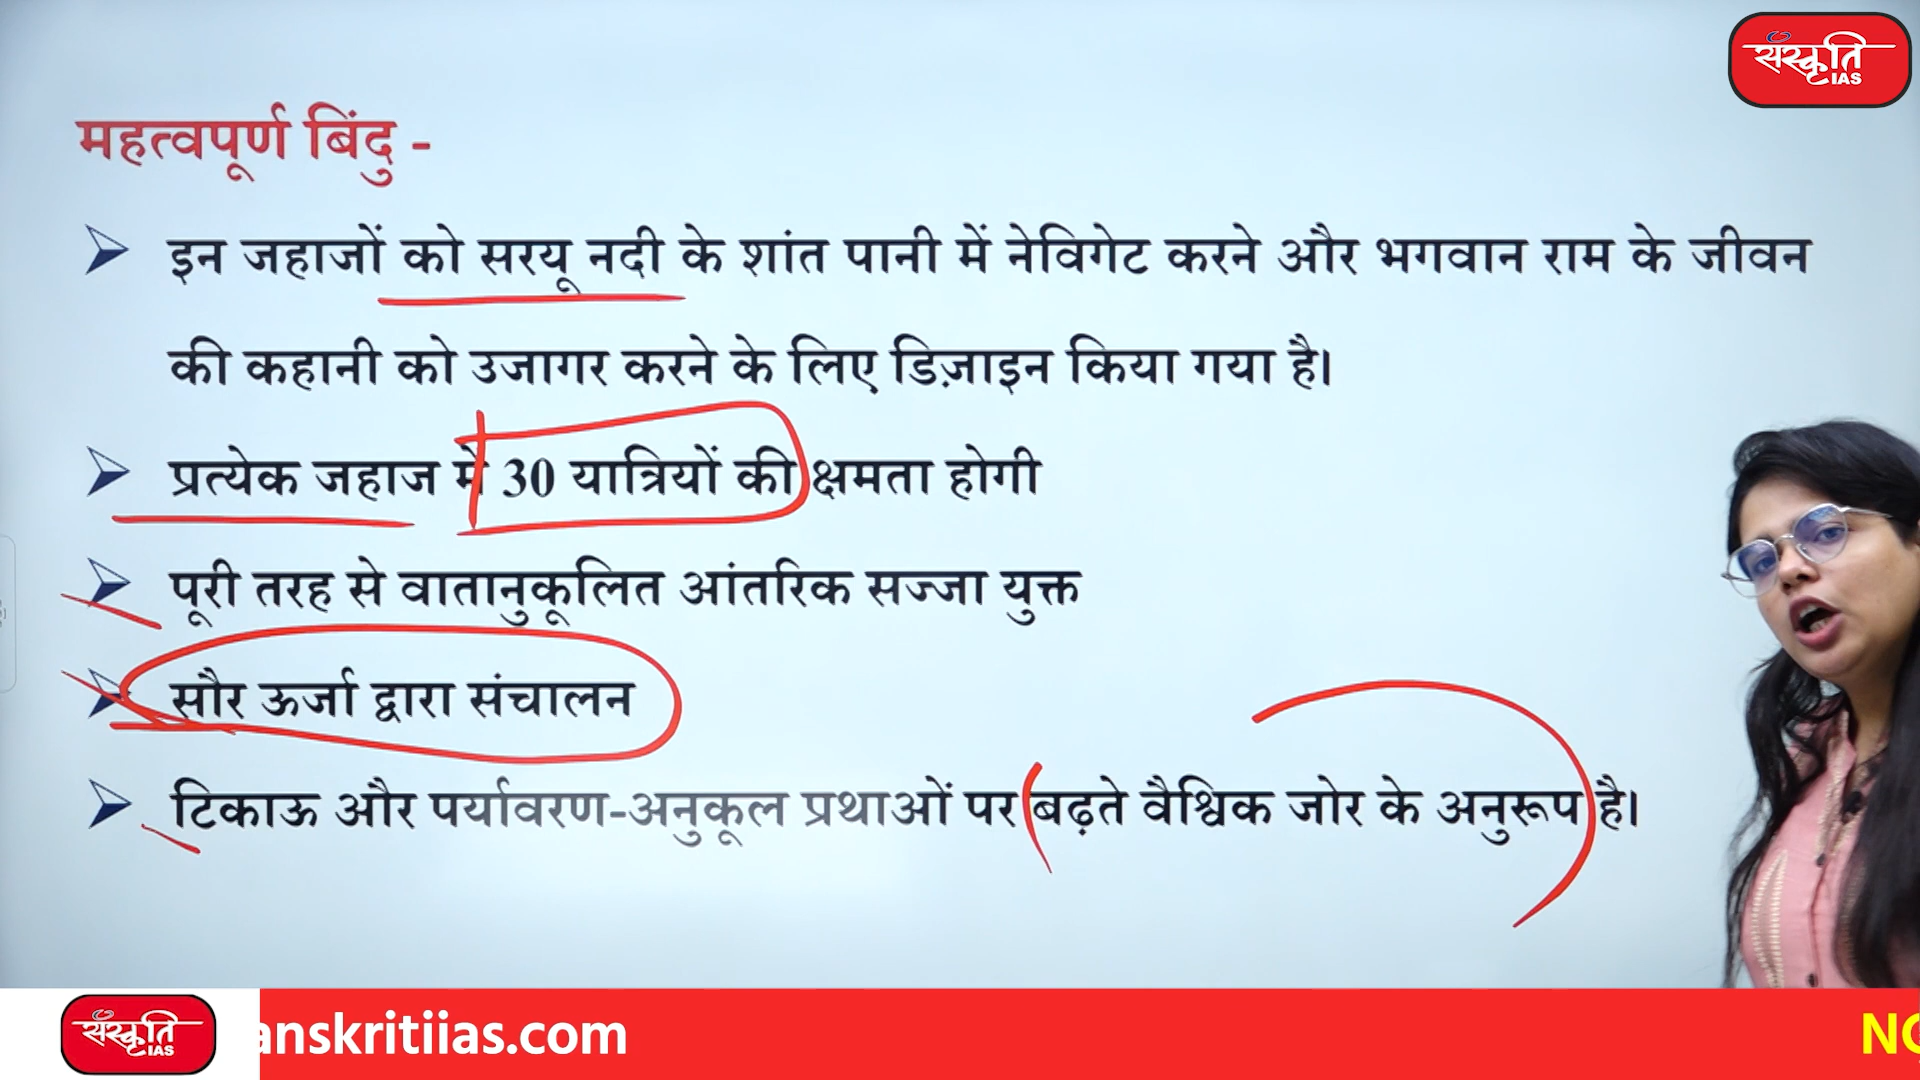 संस्कृति
IAS
महत्वपूर्ण बिंदु -
इन जहाजों को सरयू नदी के शांत पानी में नेविगेट करने और भगवान राम के जीवन
की कहानी को उजागर करने के लिए डिज़ाइन किया गया है।
प्रत्येक जहाज में 30 यात्रियों की क्षमता होगी
पूरी तरह से वातानुकूलित आंतरिक सज्जा युक्त
सौर ऊर्जा द्वारा संचालन
टिकाऊ और पर्यावरण-अनुकूल प्रथाओं पर बढ़ते वैश्विक जोर के अनुरूप है।
संस्कृति
IAS
anskritiias.com